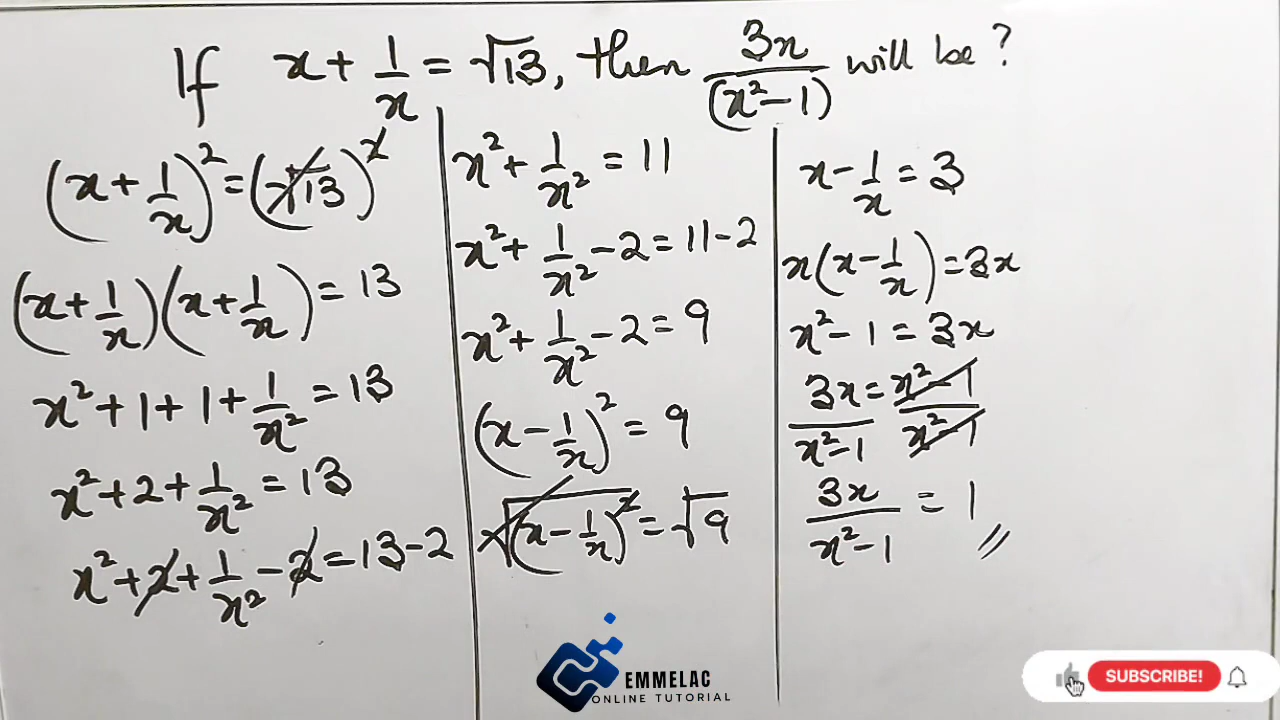 If x + 1/x = √13, then 3x/(x² - 1) will be?
(x + 1/x)² = (√13)²
(x + 1/x)(x + 1/x) = 13
x² + 1 + 1 + 1/x² = 13
x² + 2 + 1/x² = 13
x² + 2 + 1/x² - 2 = 13 - 2
x² + 1/x² = 11
x² + 1/x² - 2 = 11 - 2
x² + 1/x² - 2 = 9
(x - 1/x)² = 9
√(x - 1/x)² = √9
x - 1/x = 3
x(x - 1/x) = 3x
x² - 1 = 3x
3x/(x² - 1) = (x² - 1)/(x² - 1)
3x/(x² - 1) = 1
EMMELAC
ONLINE TUTORIAL
SUBSCRIBE!